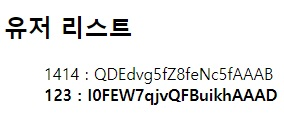 유저 리스트
1414 : QDEdvg5fZ8feNc5fAAAB
123 : I0FEW7qjvQFBuikhAAAD